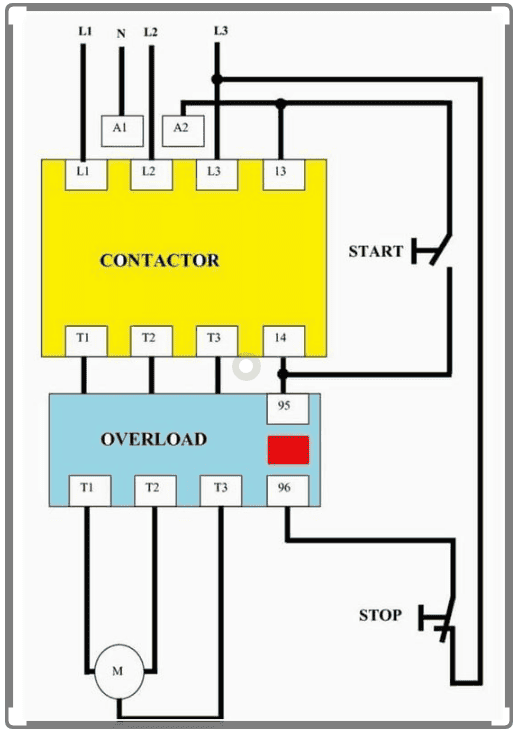 L1 N L2 L3
A1 A2
L1 L2 L3 13
CONTACTOR
START
T1 T2 T3 14
95
OVERLOAD
T1 T2 T3 96
STOP
M